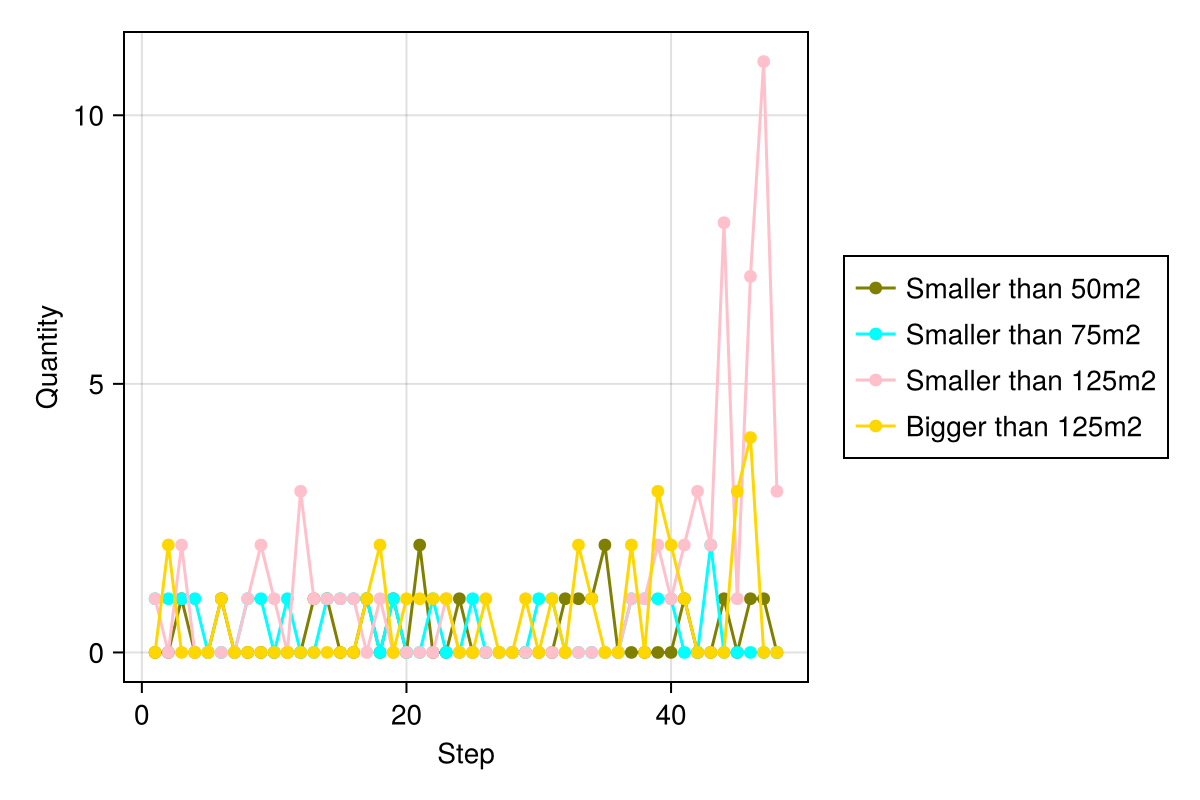 10
5
0
Quantity
0
20
40
Step
Smaller than 50m2
Smaller than 75m2
Smaller than 125m2
Bigger than 125m2